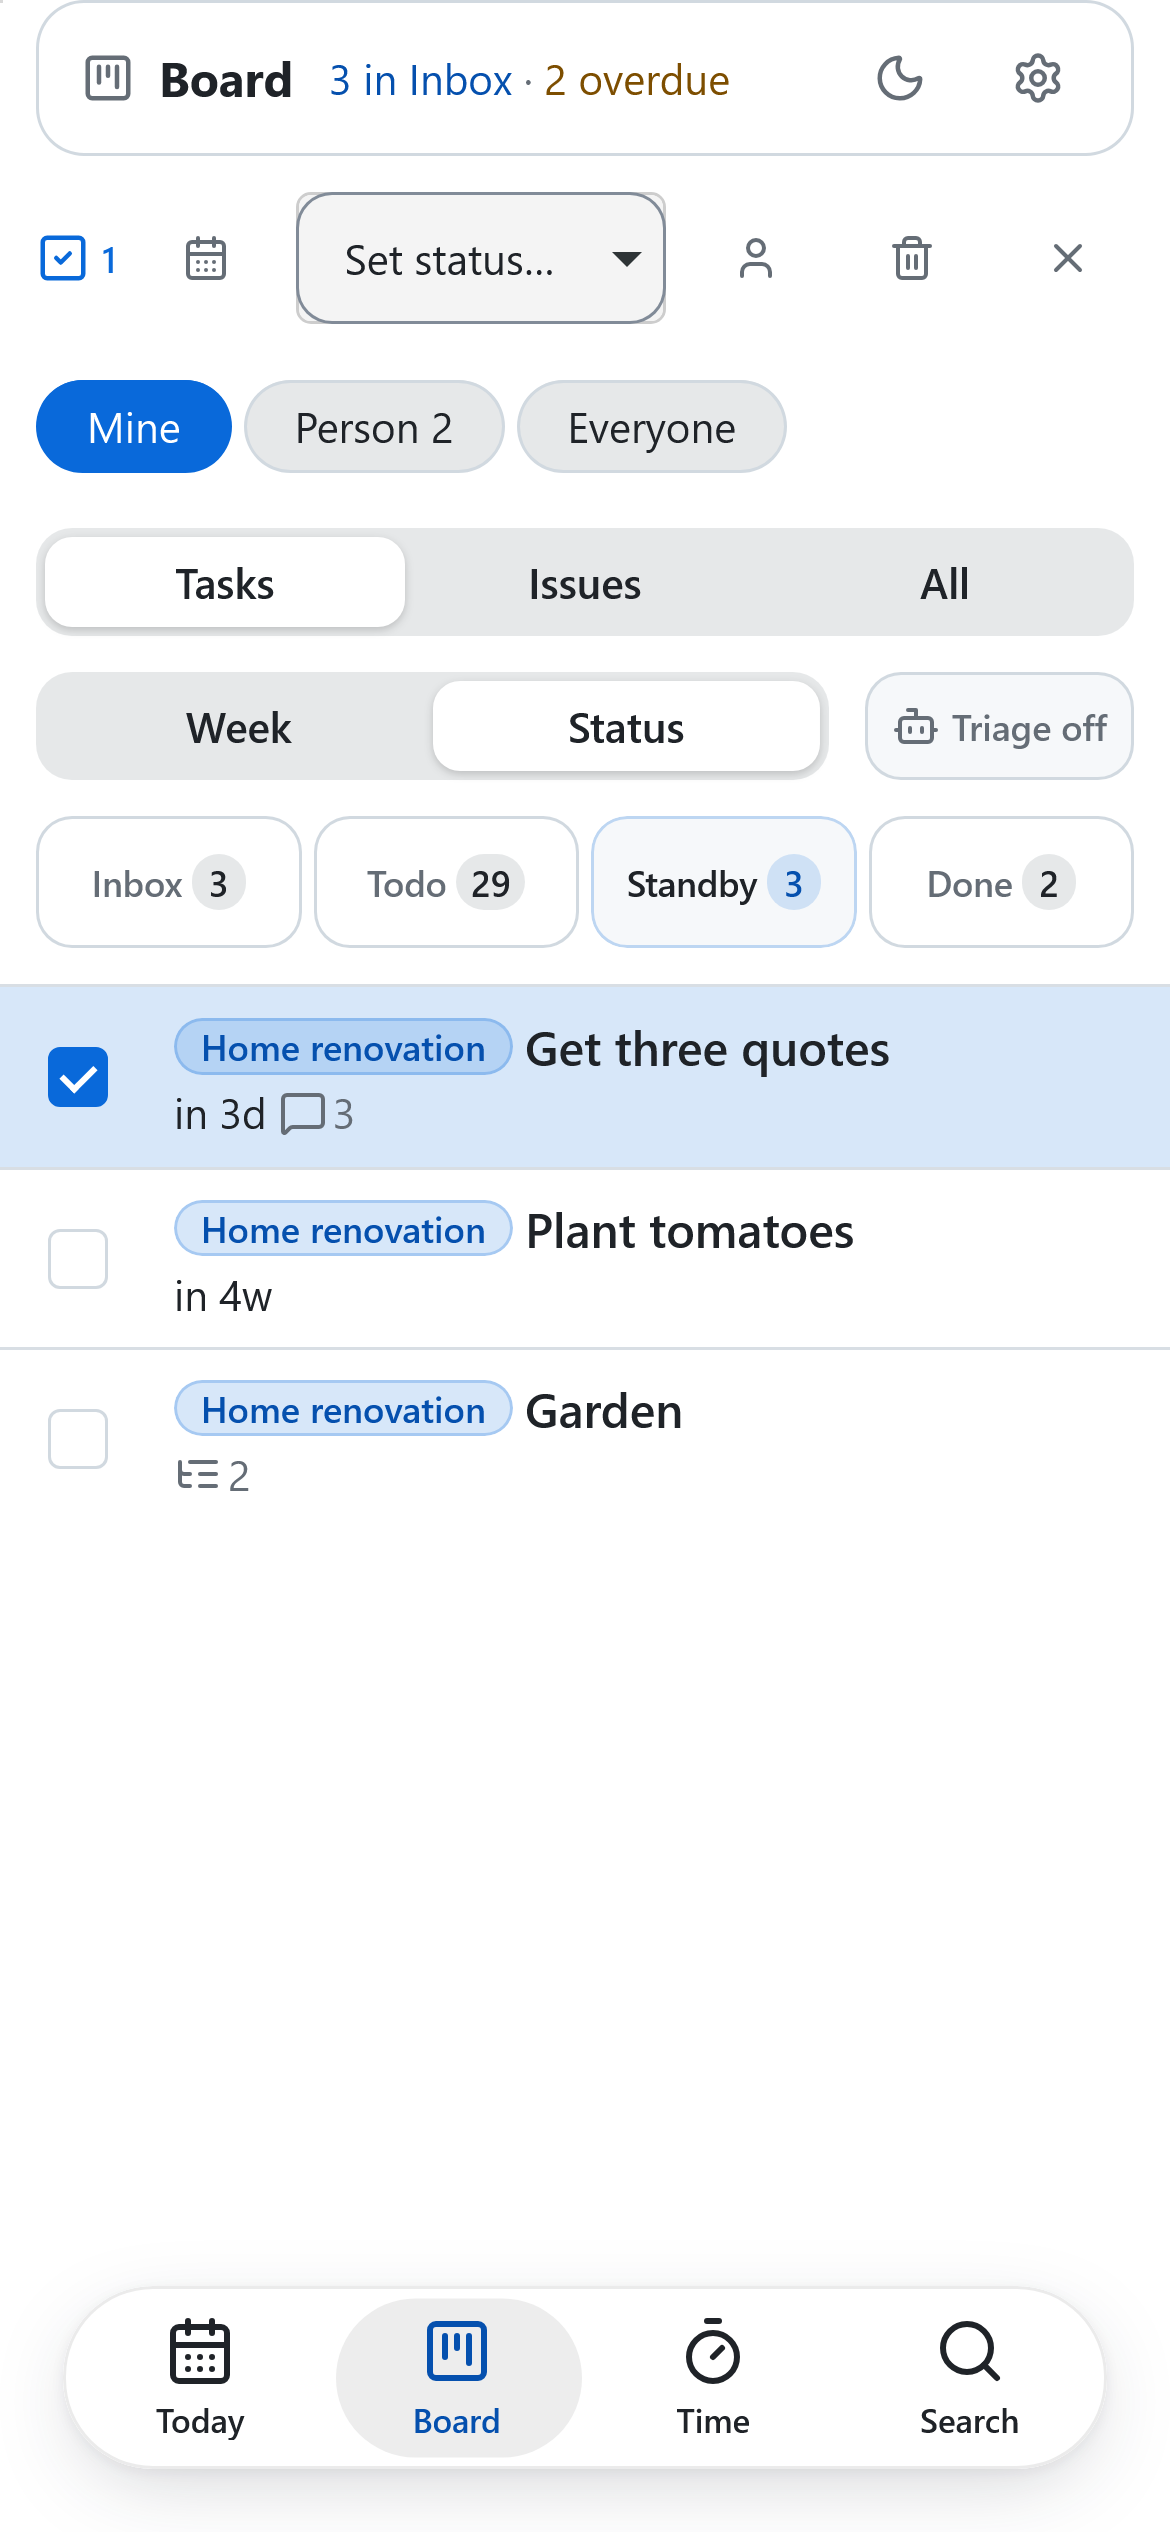 Board 3 in Inbox · 2 overdue
1 Set status...
Mine Person 2 Everyone
Tasks Issues All
Week Status Triage off
Inbox 3 Todo 29 Standby 3 Done 2
Home renovation Get three quotes
in 3d 3
Home renovation Plant tomatoes
in 4w
Home renovation Garden
2
Today Board Time Search